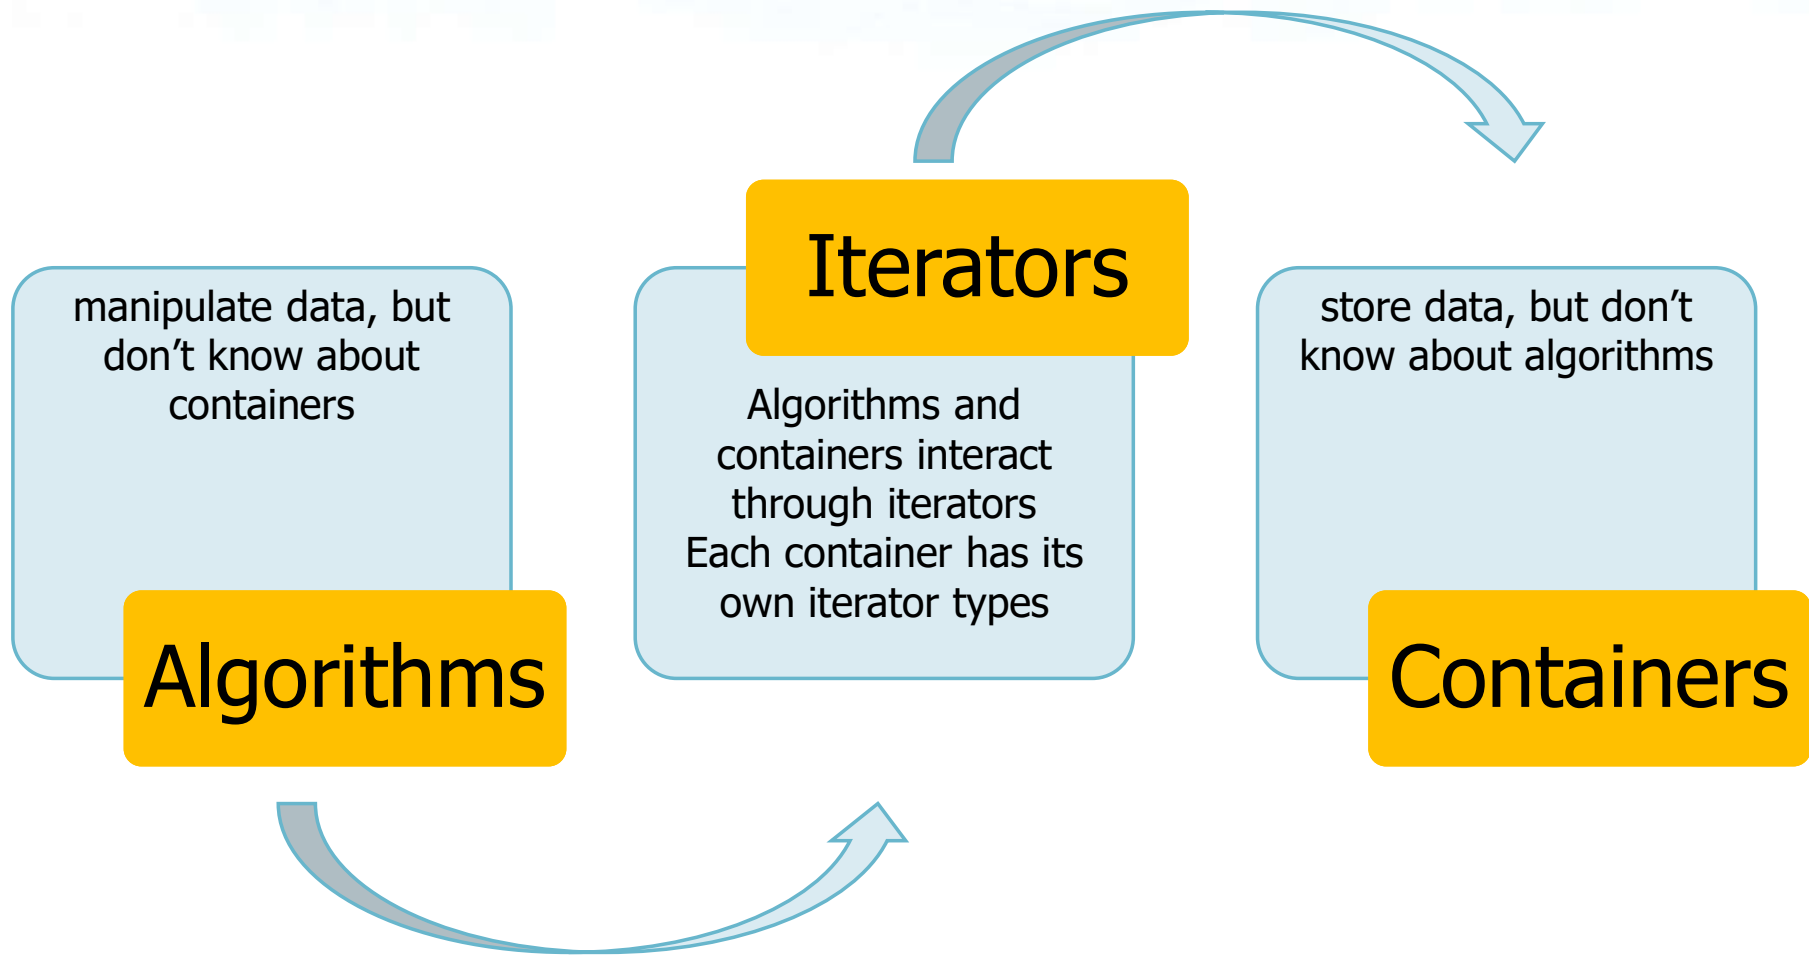 manipulate data, but
don’t know about
containers
Algorithms
Iterators
Algorithms and
containers interact
through iterators
Each container has its
own iterator types
store data, but don’t
know about algorithms
Containers